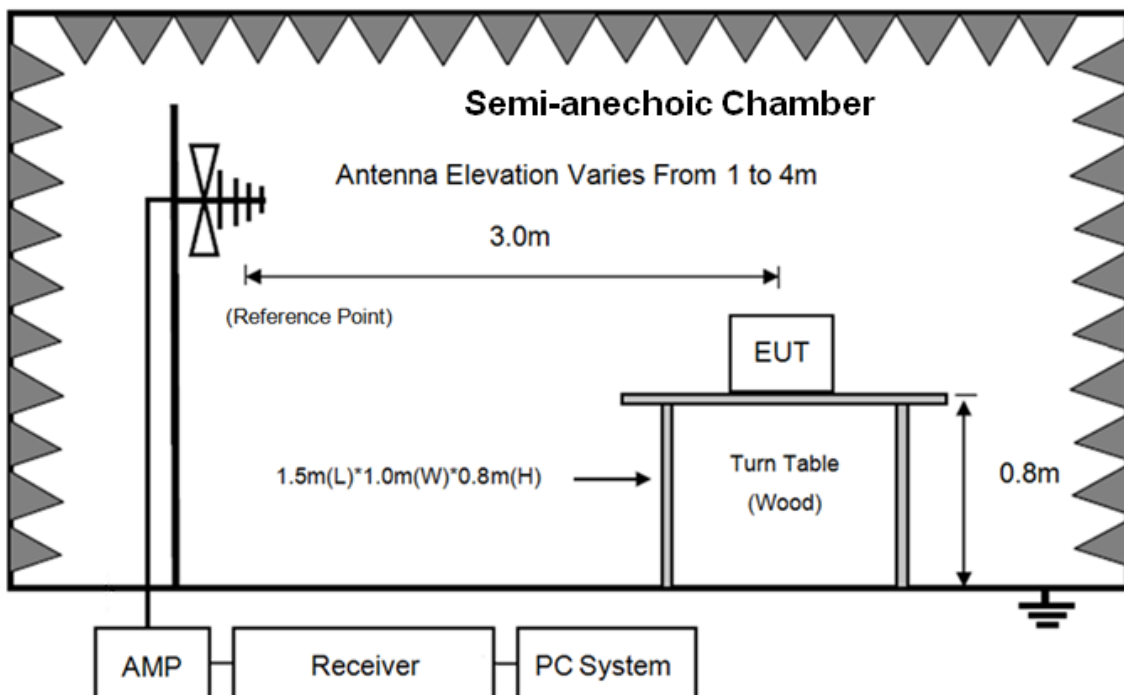 Semi-anechoic Chamber
Antenna Elevation Varies From 1 to 4m
3.0m
(Reference Point)
EUT
1.5m(L)*1.0m(W)*0.8m(H)
Turn Table
(Wood)
0.8m
AMP
Receiver
PC System